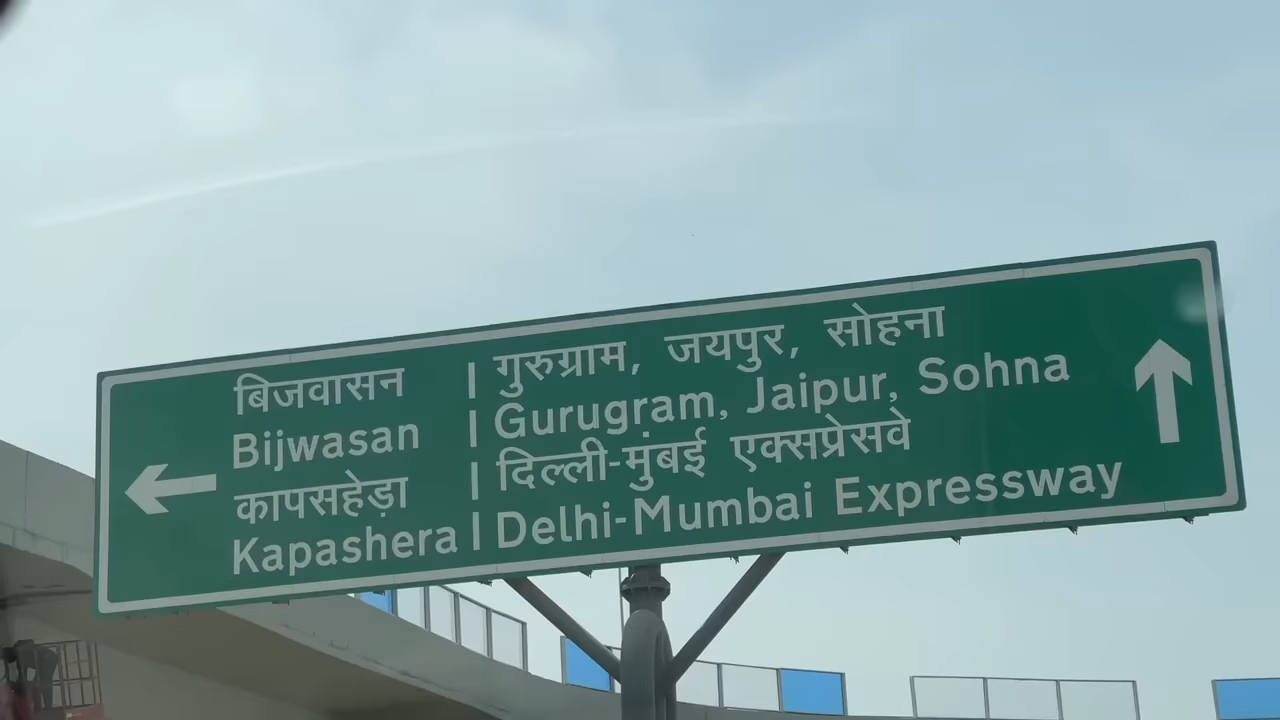 बिजवासन
Bijwasan
कापसहेड़ा
Kapashera
गुरुग्राम, जयपुर, सोहना
Gurugram, Jaipur, Sohna
दिल्ली-मुंबई एक्सप्रेसवे
Delhi-Mumbai Expressway